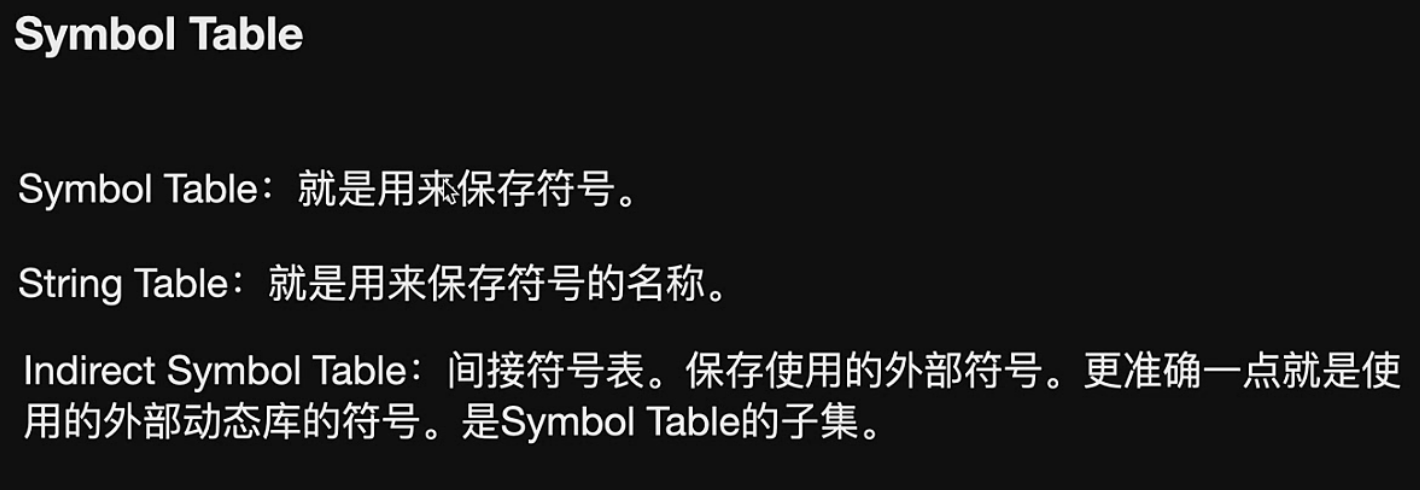 Symbol Table
Symbol Table：就是用来保存符号。
String Table：就是用来保存符号的名称。
Indirect Symbol Table：间接符号表。保存使用的外部符号。更准确一点就是使
用的外部动态库的符号。是Symbol Table的子集。